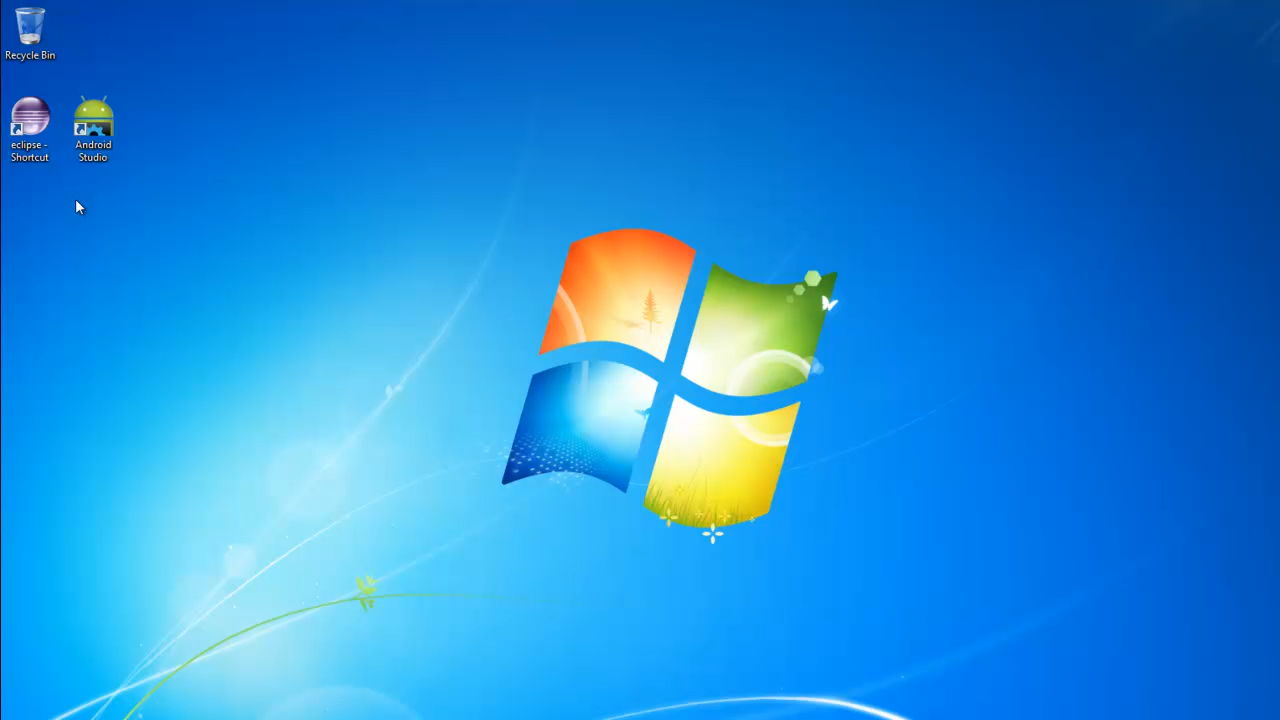 Recycle Bin
eclipse -
Shortcut
Android
Studio